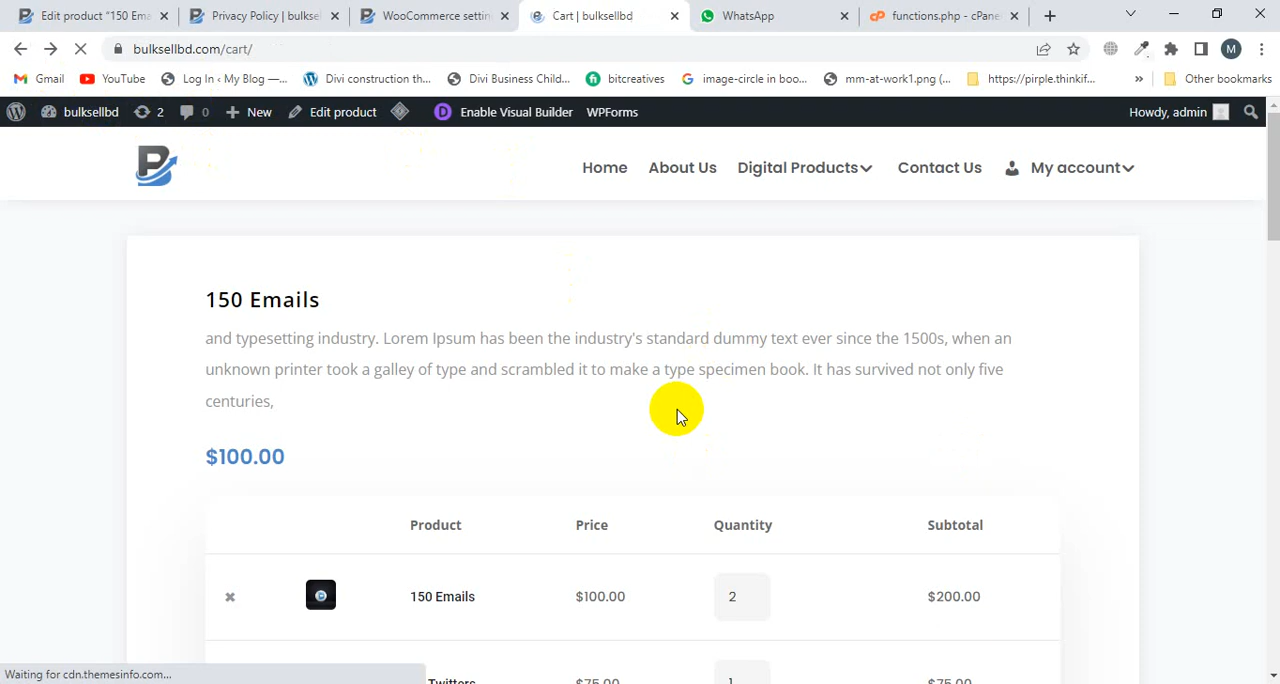 Edit product "150 Ema
Privacy Policy | bulkse
WooCommerce settin
Cart | bulksellbd
WhatsApp
functions.php - cPane
bulksellbd.com/cart/
M
Gmail
YouTube
Log In ‹ My Blog —...
Divi construction th...
Divi Business Child...
bitcreatives
image-circle in boo...
mm-at-work1.png (...
https://pirple.thinkif...
»
Other bookmarks
bulksellbd
2
0
New
Edit product
D
Enable Visual Builder
WPForms
Howdy, admin
Home
About Us
Digital Products
Contact Us
My account
150 Emails
and typesetting industry. Lorem Ipsum has been the industry's standard dummy text ever since the 1500s, when an
unknown printer took a galley of type and scrambled it to make a type specimen book. It has survived not only five
centuries,
$100.00
Product Price Quantity Subtotal
150 Emails $100.00 2 $200.00
Twitters $75.00 1 $75.00
Waiting for cdn.themesinfo.com...